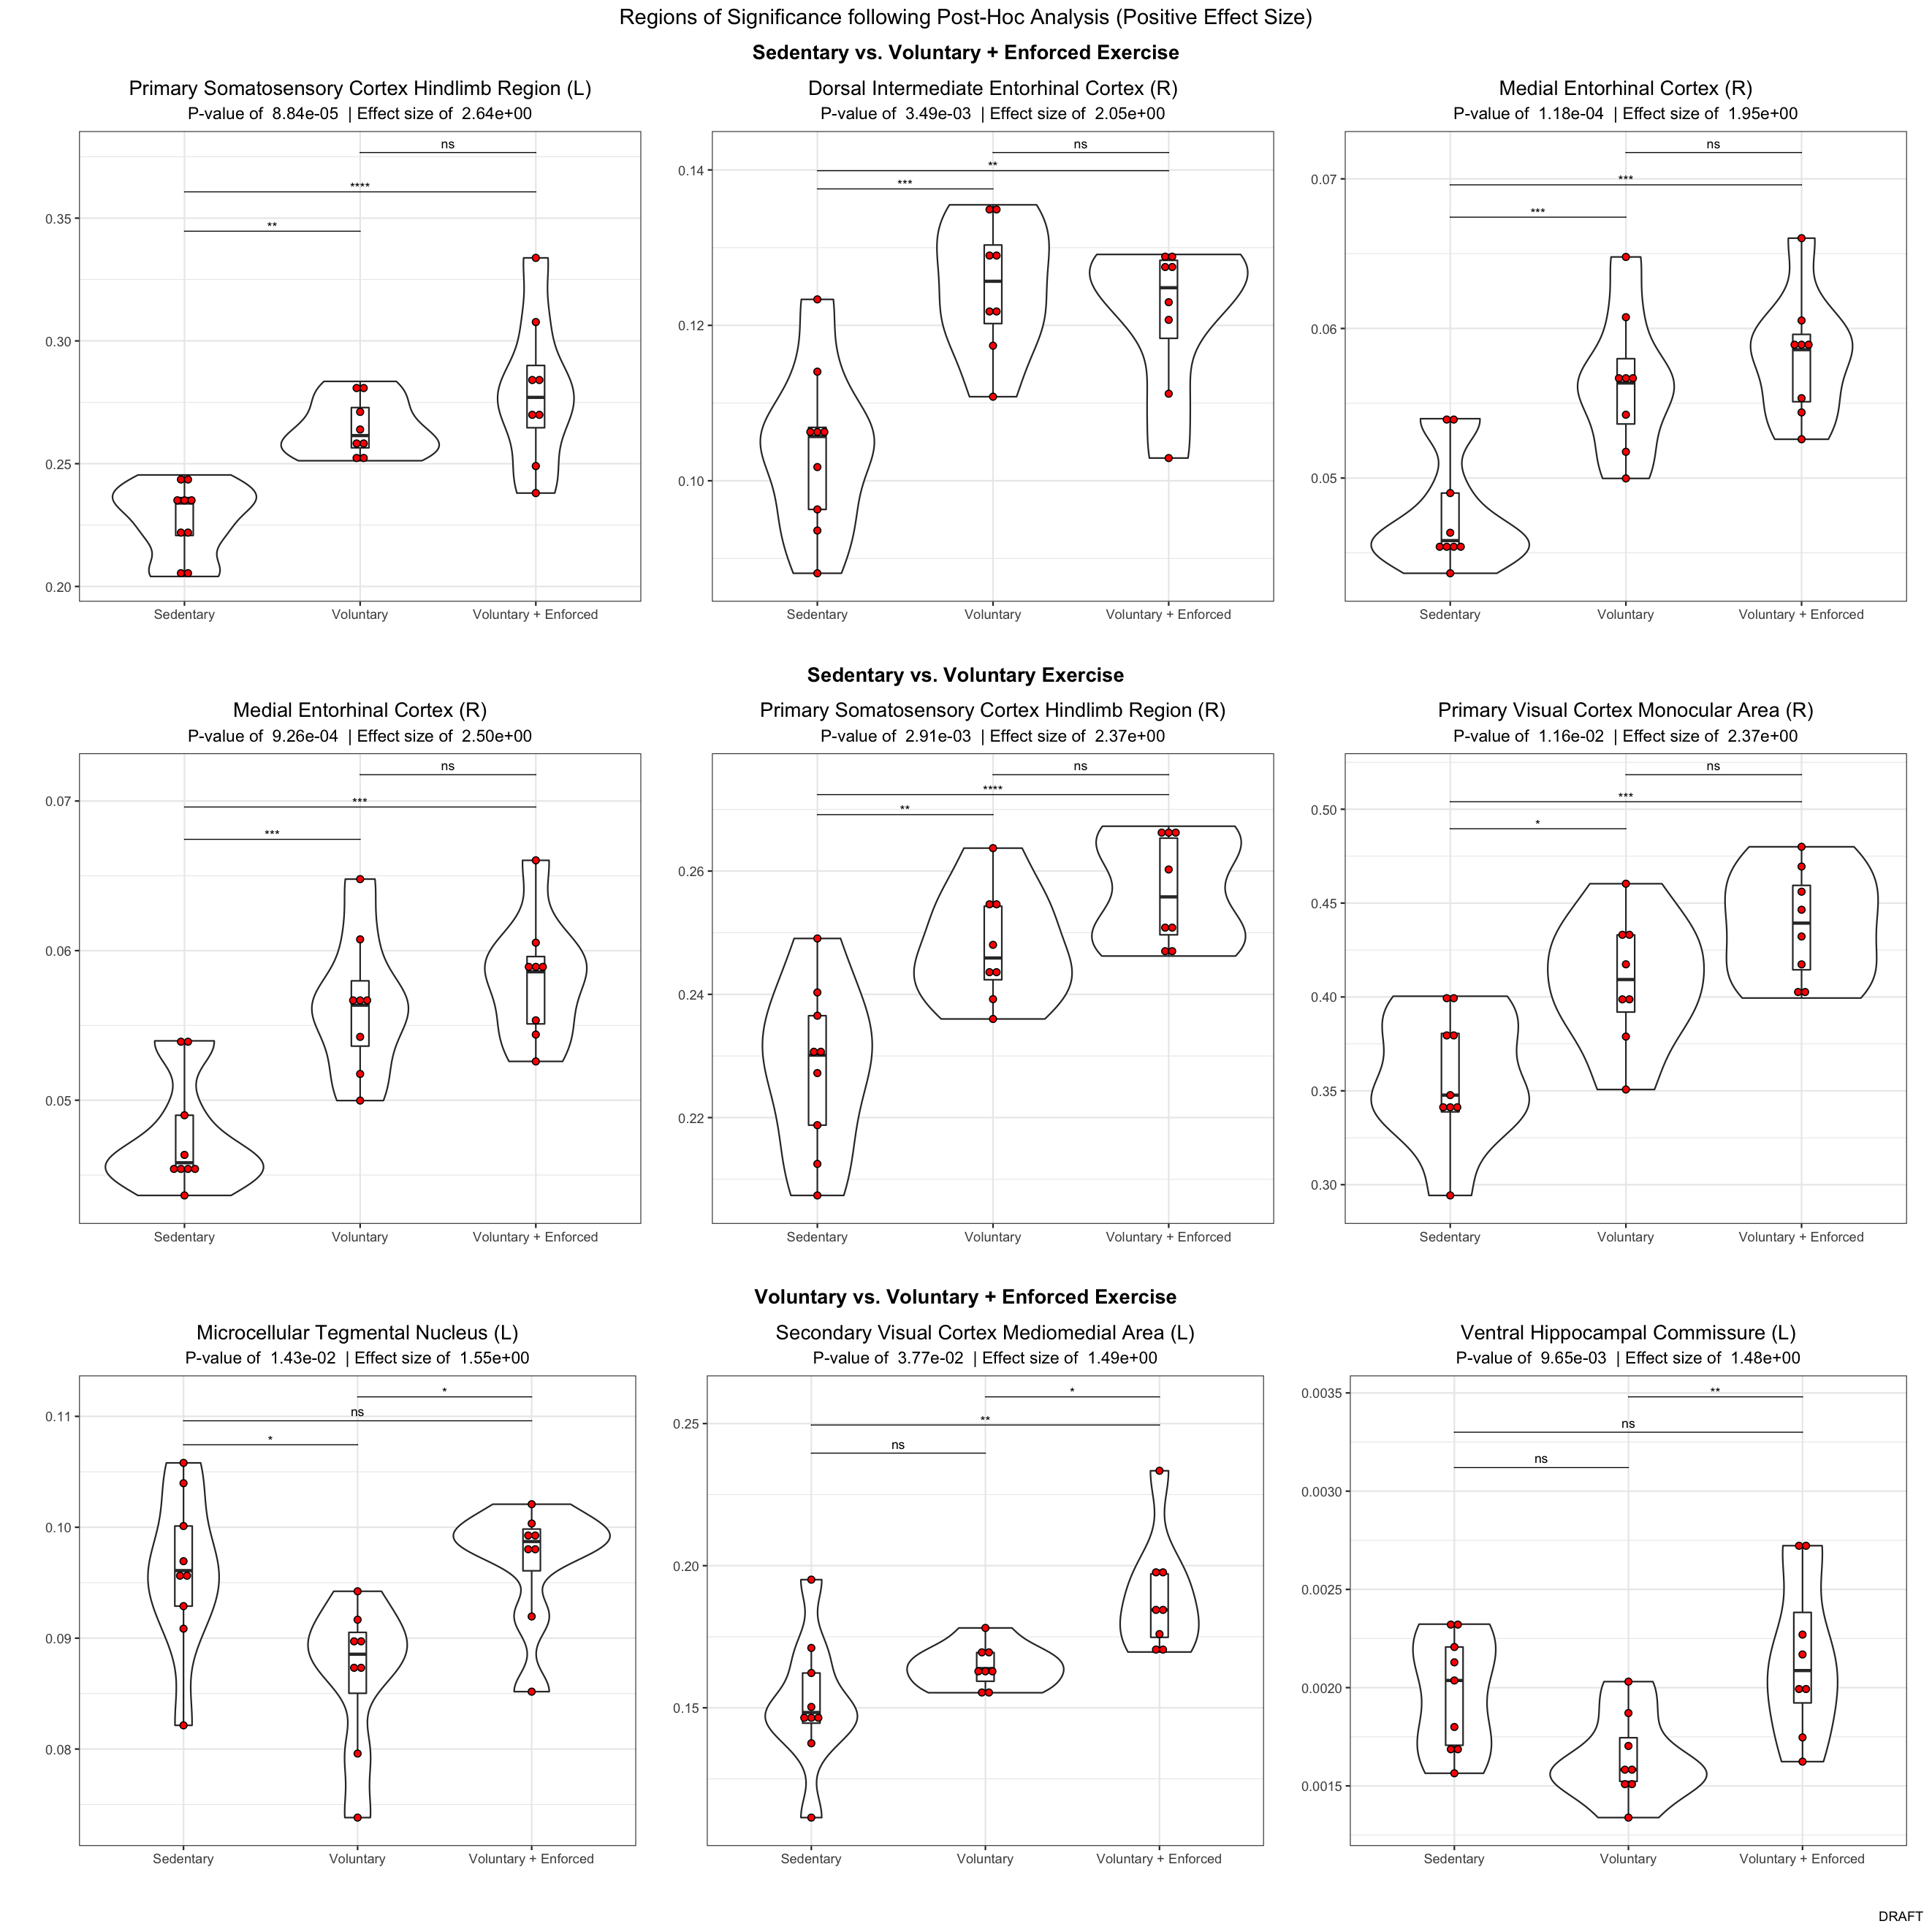 Regions of Significance following Post-Hoc Analysis (Positive Effect Size)
Sedentary vs. Voluntary + Enforced Exercise
Primary Somatosensory Cortex Hindlimb Region (L)
P-value of  8.84e-05  | Effect size of  2.64e+00
ns
****
**
0.35
0.30
0.25
0.20
Sedentary
Voluntary
Voluntary + Enforced
Dorsal Intermediate Entorhinal Cortex (R)
P-value of  3.49e-03  | Effect size of  2.05e+00
ns
**
***
0.14
0.12
0.10
Sedentary
Voluntary
Voluntary + Enforced
Medial Entorhinal Cortex (R)
P-value of  1.18e-04  | Effect size of  1.95e+00
ns
***
***
0.07
0.06
0.05
Sedentary
Voluntary
Voluntary + Enforced
Sedentary vs. Voluntary Exercise
Medial Entorhinal Cortex (R)
P-value of  9.26e-04  | Effect size of  2.50e+00
ns
***
***
0.07
0.06
0.05
Sedentary
Voluntary
Voluntary + Enforced
Primary Somatosensory Cortex Hindlimb Region (R)
P-value of  2.91e-03  | Effect size of  2.37e+00
ns
****
**
0.26
0.24
0.22
Sedentary
Voluntary
Voluntary + Enforced
Primary Visual Cortex Monocular Area (R)
P-value of  1.16e-02  | Effect size of  2.37e+00
ns
***
*
0.50
0.45
0.40
0.35
0.30
Sedentary
Voluntary
Voluntary + Enforced
Voluntary vs. Voluntary + Enforced Exercise
Microcellular Tegmental Nucleus (L)
P-value of  1.43e-02  | Effect size of  1.55e+00
*
ns
*
0.11
0.10
0.09
0.08
Sedentary
Voluntary
Voluntary + Enforced
Secondary Visual Cortex Mediomedial Area (L)
P-value of  3.77e-02  | Effect size of  1.49e+00
*
**
ns
0.25
0.20
0.15
Sedentary
Voluntary
Voluntary + Enforced
Ventral Hippocampal Commissure (L)
P-value of  9.65e-03  | Effect size of  1.48e+00
**
ns
ns
0.0035
0.0030
0.0025
0.0020
0.0015
Sedentary
Voluntary
Voluntary + Enforced
DRAFT